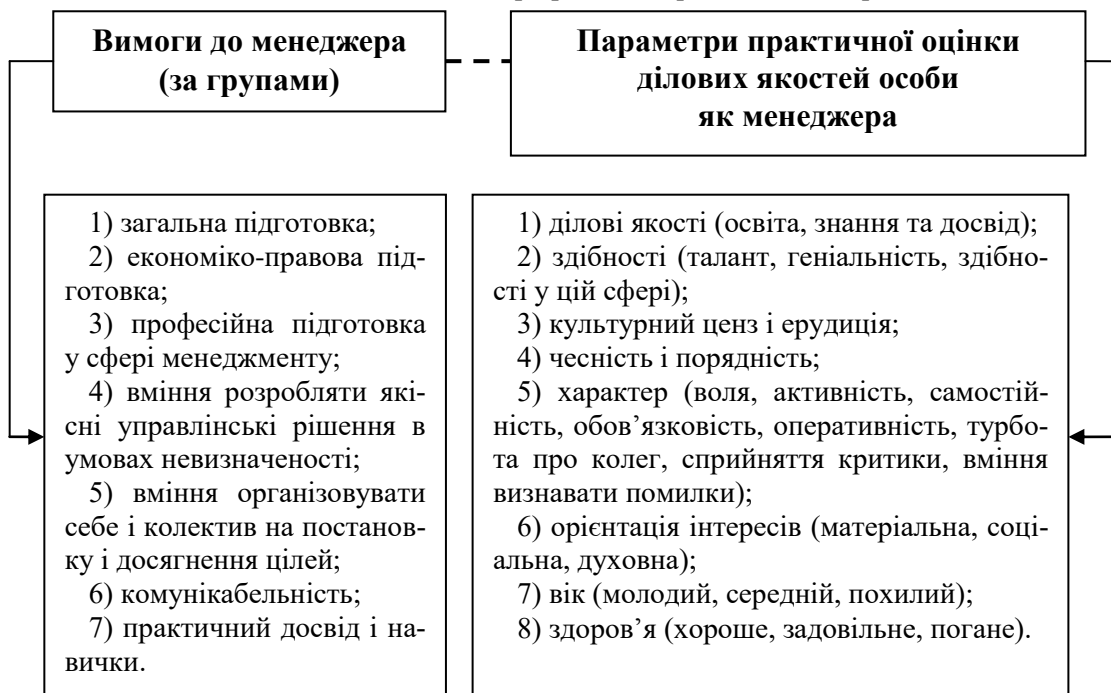 Вимоги до менеджера
(за групами)
Параметри практичної оцінки
ділових якостей особи
як менеджера
1) загальна підготовка;
2) економіко-правова під-
готовка;
3) професійна підготовка
у сфері менеджменту;
4) вміння розробляти які-
сні управлінські рішення в
умовах невизначеності;
5) вміння організовувати
себе і колектив на постанов-
ку і досягнення цілей;
6) комунікабельність;
7) практичний досвід і на-
вички.
1) ділові якості (освіта, знання та досвід);
2) здібності (талант, геніальність, здібно-
сті у цій сфері);
3) культурний ценз і ерудиція;
4) чесність і порядність;
5) характер (воля, активність, самостій-
ність, обов’язковість, оперативність, турбо-
та про колег, сприйняття критики, вміння
визнавати помилки);
6) орієнтація інтересів (матеріальна, соці-
альна, духовна);
7) вік (молодий, середній, похилий);
8) здоров’я (хороше, задовільне, погане).